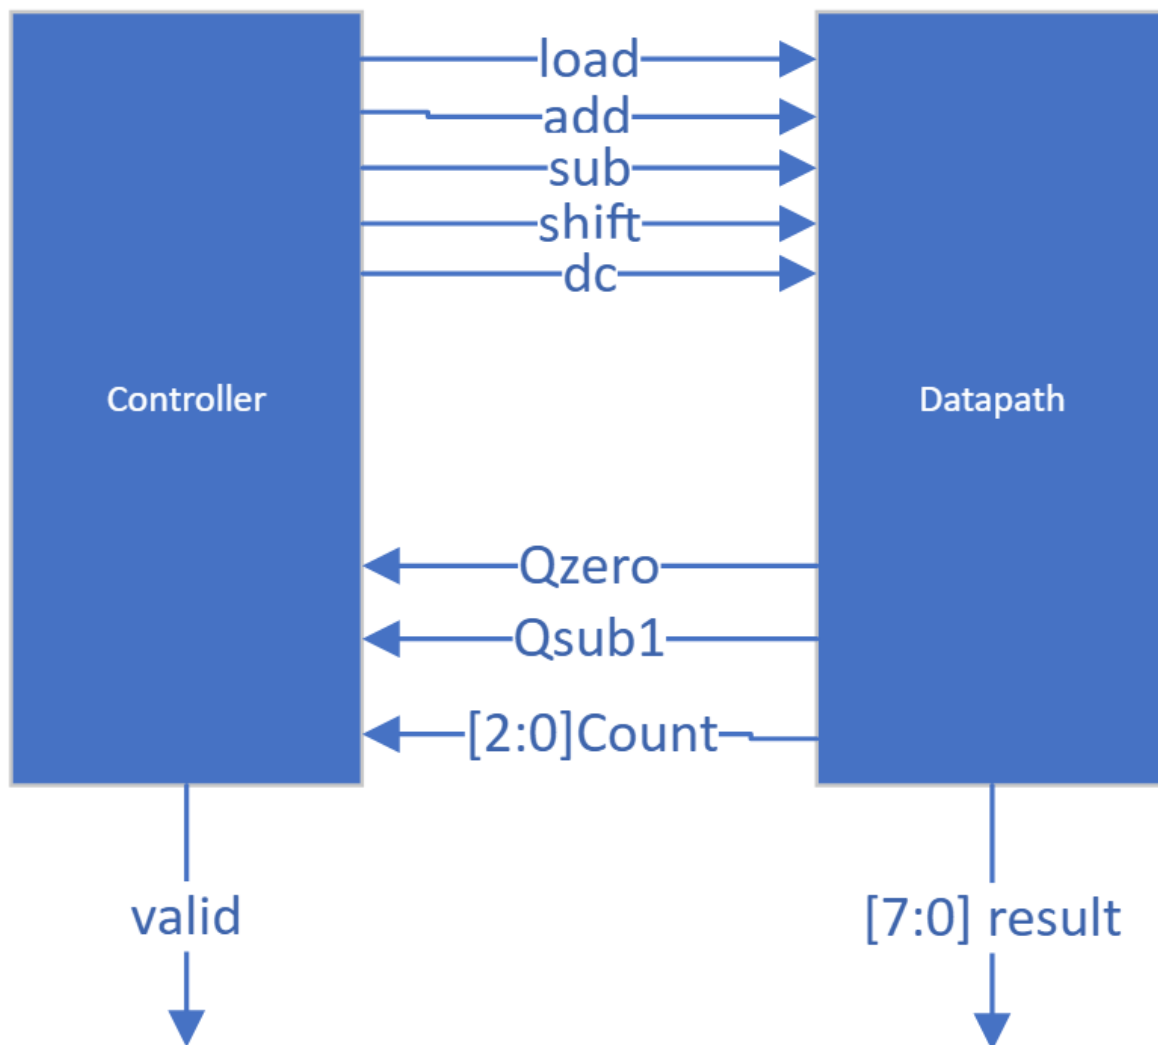 load
add
sub
shift
dc
Controller
Datapath
Qzero
Qsub1
[2:0]Count
valid
[7:0] result